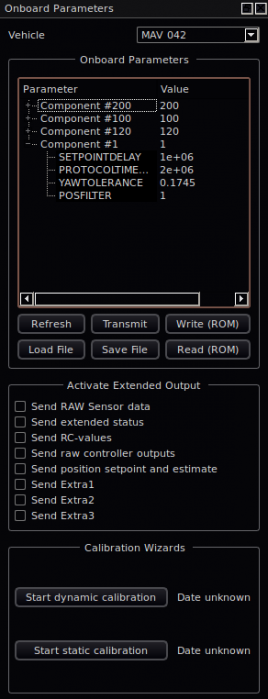 Onboard Parameters
Vehicle MAV 042
Onboard Parameters
Parameter Value
Component #200 200
Component #100 100
Component #120 120
Component #1 1
SETPOINTDELAY 1e+06
PROTOCOLTIME... 2e+06
YAWTOLERANCE 0.1745
POSFILTER 1
Refresh Transmit Write (ROM)
Load File Save File Read (ROM)
Activate Extended Output
Send RAW Sensor data
Send extended status
Send RC-values
Send raw controller outputs
Send position setpoint and estimate
Send Extra1
Send Extra2
Send Extra3
Calibration Wizards
Start dynamic calibration Date unknown
Start static calibration Date unknown